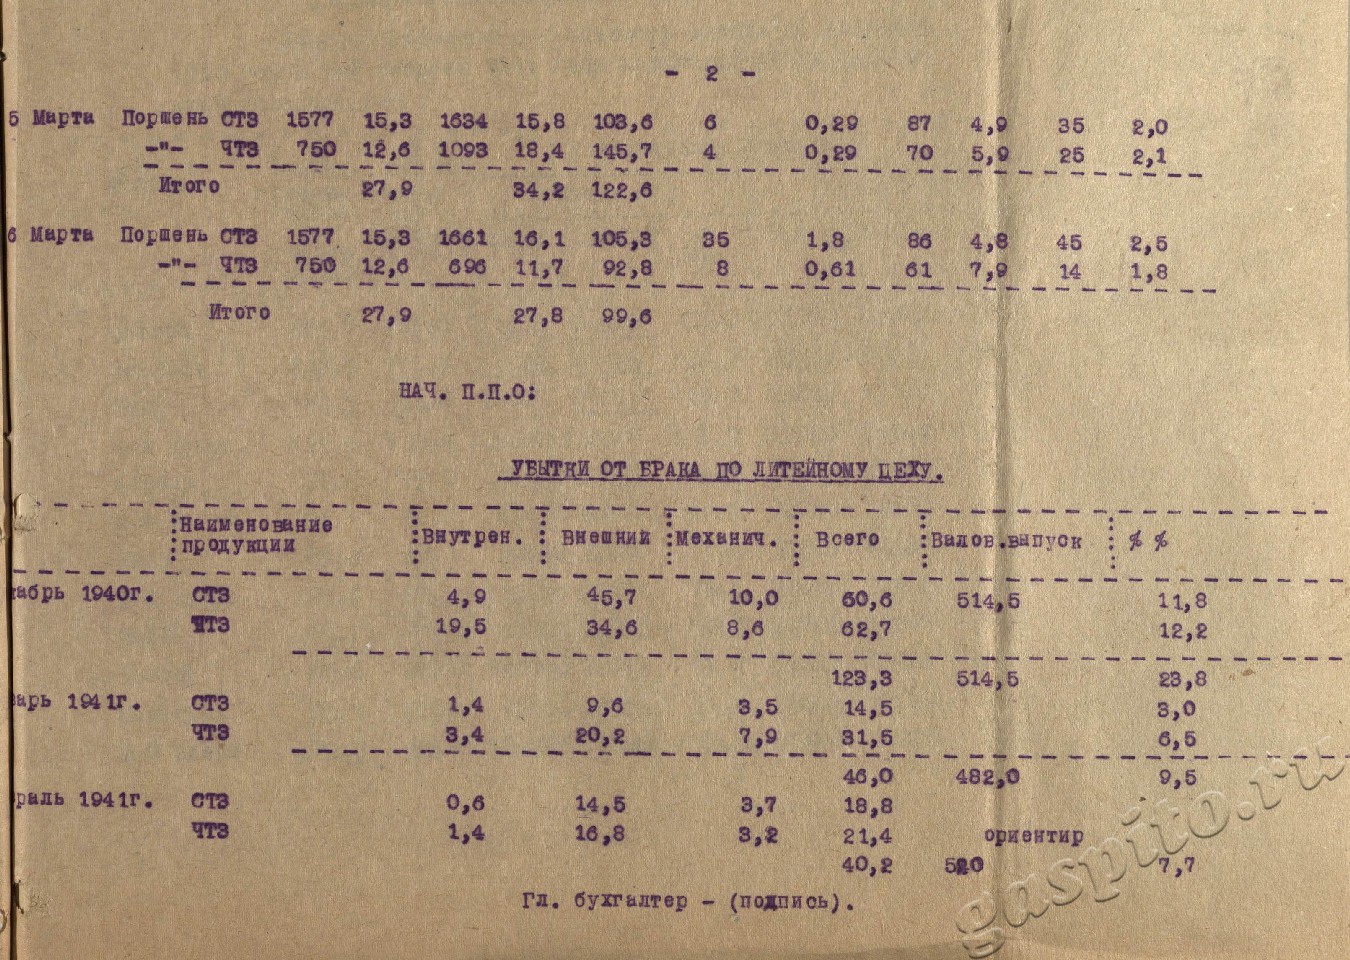 - 2 -
5 Марта Поршень СТЗ 1577 15,3 1634 15,8 103,6 6 0,29 87 4,9 35 2,0
-"- ЧТЗ 750 12,6 1093 18,4 145,7 4 0,29 70 5,9 25 2,1
Итого 27,9 34,2 122,6
6 Марта Поршень СТЗ 1577 15,3 1661 16,1 105,3 35 1,8 86 4,8 45 2,5
-"- ЧТЗ 750 12,6 696 11,7 92,8 8 0,61 61 7,9 14 1,8
Итого 27,9 27,8 99,6
НАЧ. П.П.О:
УБЫТКИ ОТ БРАКА ПО ЛИТЕЙНОМУ ЦЕХУ.
Наименование продукции Внутрен. Внешний Механич. Всего Валов.выпуск % %
абрь 1940г. СТЗ 4,9 45,7 10,0 60,6 514,5 11,8
ЧТЗ 19,5 34,6 8,6 62,7 12,2
123,3 514,5 23,8
варь 1941г. СТЗ 1,4 9,6 3,5 14,5 3,0
ЧТЗ 3,4 20,2 7,9 31,5 6,5
46,0 482,0 9,5
раль 1941г. СТЗ 0,6 14,5 3,7 18,8
ЧТЗ 1,4 16,8 3,2 21,4 ориентир
40,2 520 7,7
Гл. бухгалтер - (подпись).
gaspito.ru